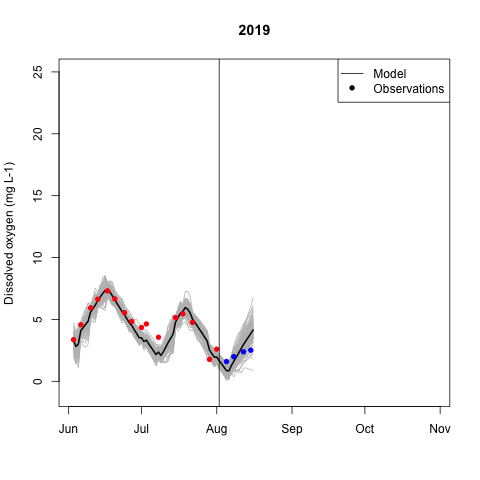 2019
Model
Observations
Dissolved oxygen (mg L-1)
25
20
15
10
5
0
Jun Jul Aug Sep Oct Nov